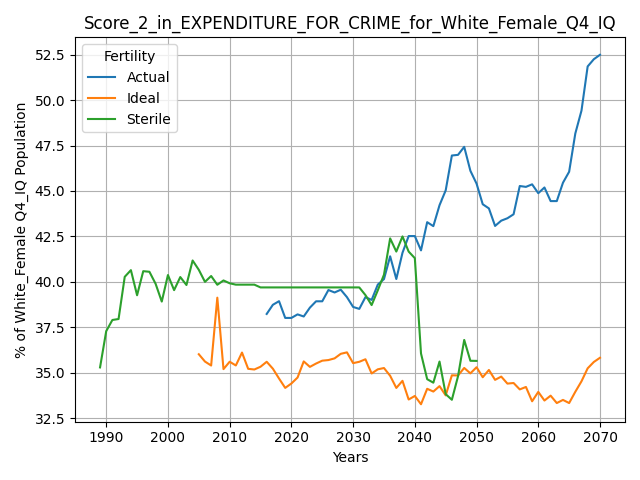 Score_2_in_EXPENDITURE_FOR_CRIME_for_White_Female_Q4_IQ
Fertility
Actual
Ideal
Sterile
% of White_Female Q4_IQ Population
52.5
50.0
47.5
45.0
42.5
40.0
37.5
35.0
32.5
1990 2000 2010 2020 2030 2040 2050 2060 2070
Years